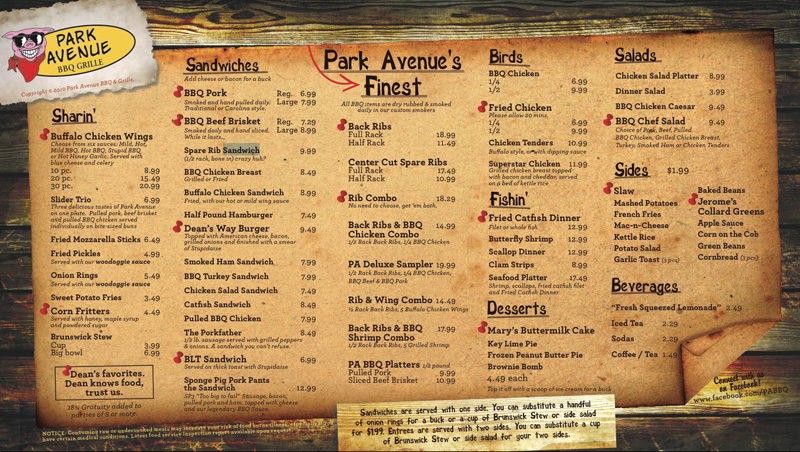 PARK
AVENUE
BBQ GRILLE
Copyright © 2010 Park Avenue BBQ & Grille.
Sharin'
Buffalo Chicken Wings
Choose from six sauces: Mild, Hot,
Mild BBQ, Hot BBQ, Stupid BBQ
or Hot Honey Garlic. Served with
blue cheese and celery
10 pc. 8.99
20 pc. 15.49
30 pc. 20.99
Slider Trio 6.99
Three delicious tastes of Park Avenue
on one plate. Pulled pork, beef brisket
and pulled BBQ chicken served
individually on bite-sized buns
Fried Mozzarella Sticks 6.49
Fried Pickles 4.99
Served with our woodoggie sauce
Onion Rings 5.49
Served with our woodoggie sauce
Sweet Potato Fries 3.49
Corn Fritters 4.49
Served with honey, maple syrup
and powdered sugar
Brunswick Stew
Cup 3.99
Big bowl 6.99
Dean's favorites.
Dean knows food,
trust us.
18% Gratuity added to
parties of 8 or more.
Sandwiches
Add cheese or bacon for a buck
BBQ Pork Reg. 6.99
Smoked and hand pulled daily. Large 7.99
Traditional or Carolina style.
BBQ Beef Brisket Reg. 7.29
Smoked daily and hand sliced. Large 8.99
While it lasts...
Spare Rib Sandwich 9.99
(1/2 rack, bone in) crazy huh?
BBQ Chicken Breast 8.49
Grilled or Fried
Buffalo Chicken Sandwich 8.99
Fried, with our hot or mild wing sauce
Half Pound Hamburger 7.49
Dean's Way Burger 9.49
Topped with American cheese, bacon,
grilled onions and finished with a smear
of Stupidaise
Smoked Ham Sandwich 7.99
BBQ Turkey Sandwich 7.99
Chicken Salad Sandwich 7.49
Catfish Sandwich 8.49
Pulled BBQ Chicken 7.99
The Porkfather 8.49
1/2 lb. sausage served with grilled peppers
& onions. A sandwich you can't refuse.
BLT Sandwich 6.99
Served on thick toast with Stupidaise
Sponge Pig Pork Pants
the Sandwich 12.99
SP3 "Too big to fail" Sausage, bacon,
pulled pork and ham, topped with cheese
and our legendary BBQ Sauce
Park Avenue's
Finest
All BBQ items are dry rubbed & smoked
daily in our custom smokers
Back Ribs
Full Rack 18.99
Half Rack 11.49
Center Cut Spare Ribs
Full Rack 17.49
Half Rack 10.99
Rib Combo 18.29
No need to choose, get 'em both.
Back Ribs & BBQ 14.99
Chicken Combo
1/2 Rack Back Ribs, 1/4 BBQ Chicken
PA Deluxe Sampler 19.99
1/2 Rack Back Ribs, 1/4 BBQ Chicken,
BBQ Beef & BBQ Pork
Rib & Wing Combo 14.49
1/2 Rack Back Ribs, 5 Buffalo Chicken Wings
Back Ribs & BBQ 17.99
Shrimp Combo
1/2 Rack Back Ribs, 5 Grilled Shrimp
PA BBQ Platters 1/2 pound
Pulled Pork 9.99
Sliced Beef Brisket 10.99
Birds
BBQ Chicken
1/4 6.99
1/2 9.99
Fried Chicken
Please allow 20 mins.
1/4 6.99
1/2 9.99
Chicken Tenders 10.99
Buffalo style, or with dipping sauce
Superstar Chicken 11.99
Grilled chicken breast topped
with bacon and cheddar, served
on a bed of kettle rice
Fishin'
Fried Catfish Dinner
Filet or whole fish 12.99
Butterfly Shrimp 12.99
Scallop Dinner 12.99
Clam Strips 8.99
Seafood Platter 17.49
Shrimp, scallops, fried catfish filet
and Fried Catfish Dinner
Desserts
Mary's Buttermilk Cake
Key Lime Pie
Frozen Peanut Butter Pie
Brownie Bomb
4.49 each
Top it off with a scoop of ice cream for a buck
Salads
Chicken Salad Platter 8.99
Dinner Salad 3.99
BBQ Chicken Caesar 9.49
BBQ Chef Salad 9.49
Choice of Pork, Beef, Pulled
BBQ Chicken, Grilled Chicken Breast,
Turkey, Smoked Ham or Chicken Tenders
Sides $1.99
Slaw
Mashed Potatoes
French Fries
Mac-n-Cheese
Kettle Rice
Potato Salad
Garlic Toast (3 pcs)
Baked Beans
Jerome's
Collard Greens
Apple Sauce
Corn on the Cob
Green Beans
Cornbread (3 pcs)
Beverages
"Fresh Squeezed Lemonade" 2.49
Iced Tea 2.29
Sodas 2.29
Coffee / Tea 1.49
Connect with us
on Facebook!
www.facebook.com/PABBQ
Sandwiches are served with one side. You can substitute a handful
of onion rings for a buck or a cup of Brunswick Stew or side salad
for $1.99. Entrees are served with two sides. You can substitute a cup
of Brunswick Stew or side salad for your two sides.
NOTICE: Consuming raw or undercooked meats may increase your risk of food borne illness, especially if you
have certain medical conditions. Latest food service inspection report available upon request.